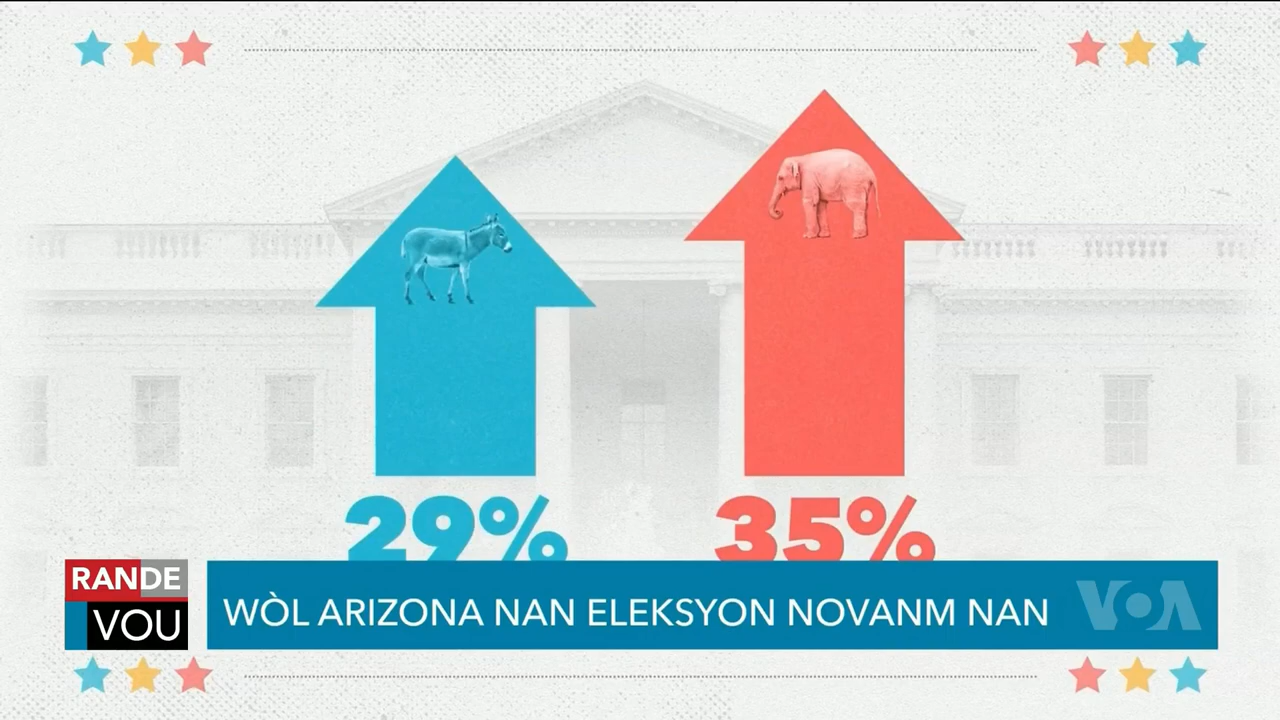 29%
35%
RANDE
VOU
WÒL ARIZONA NAN ELEKSYON NOVANM NAN
VOA